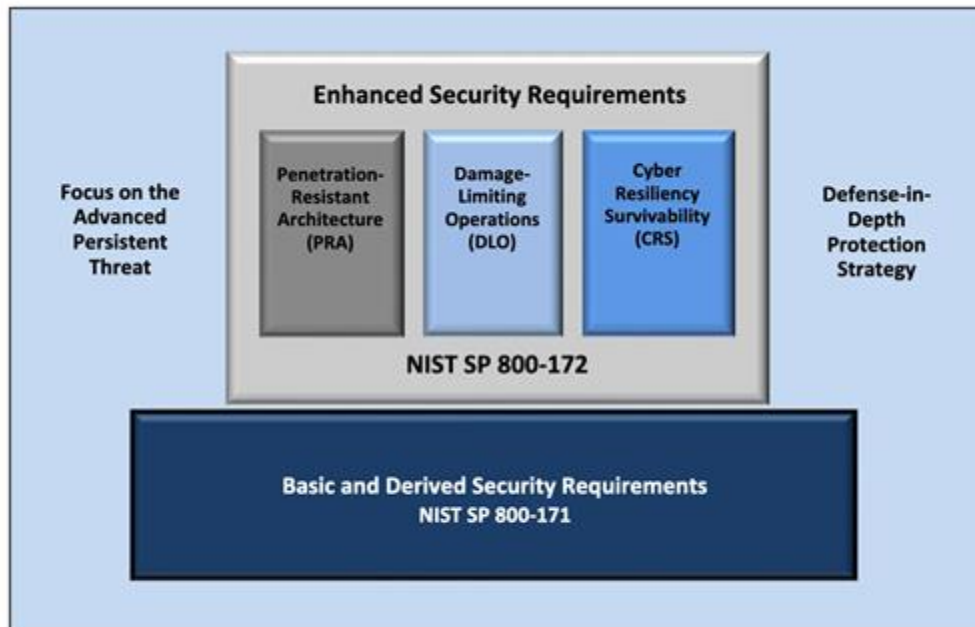 Enhanced Security Requirements
Focus on the
Advanced
Persistent
Threat
Penetration-
Resistant
Architecture
(PRA)
Damage-
Limiting
Operations
(DLO)
Cyber
Resiliency
Survivability
(CRS)
Defense-in-
Depth
Protection
Strategy
NIST SP 800-172
Basic and Derived Security Requirements
NIST SP 800-171